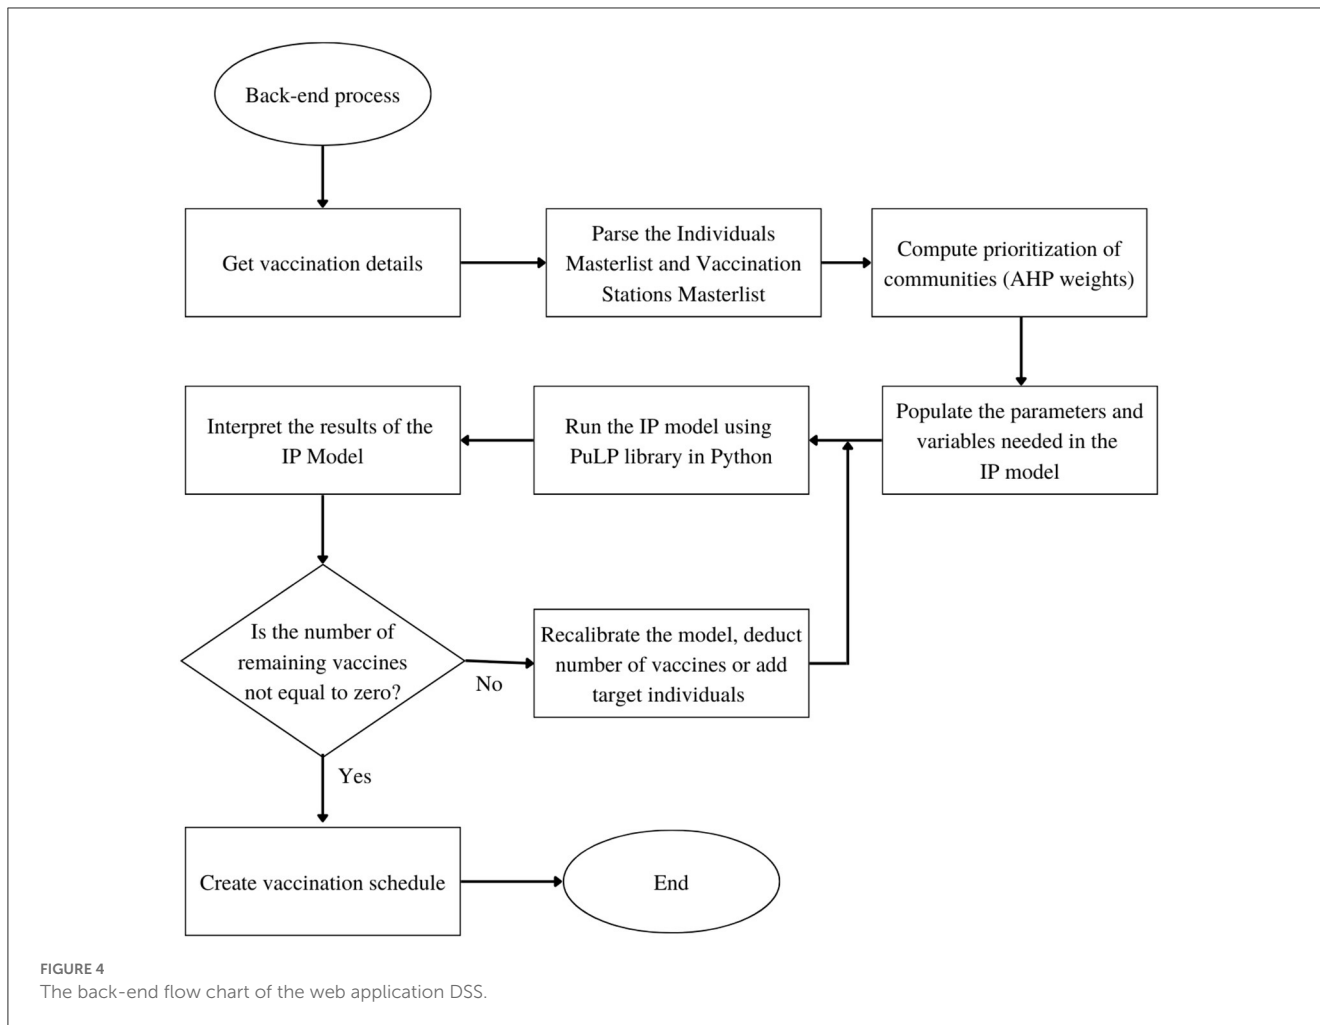 Back-end process
Get vaccination details
Parse the Individuals
Masterlist and Vaccination
Stations Masterlist
Compute prioritization of
communities (AHP weights)
Populate the parameters and
variables needed in the
IP model
Run the IP model using
PuLP library in Python
Interpret the results of the
IP Model
Is the number of
remaining vaccines
not equal to zero?
No
Recalibrate the model, deduct
number of vaccines or add
target individuals
Yes
Create vaccination schedule
End
FIGURE 4
The back-end flow chart of the web application DSS.